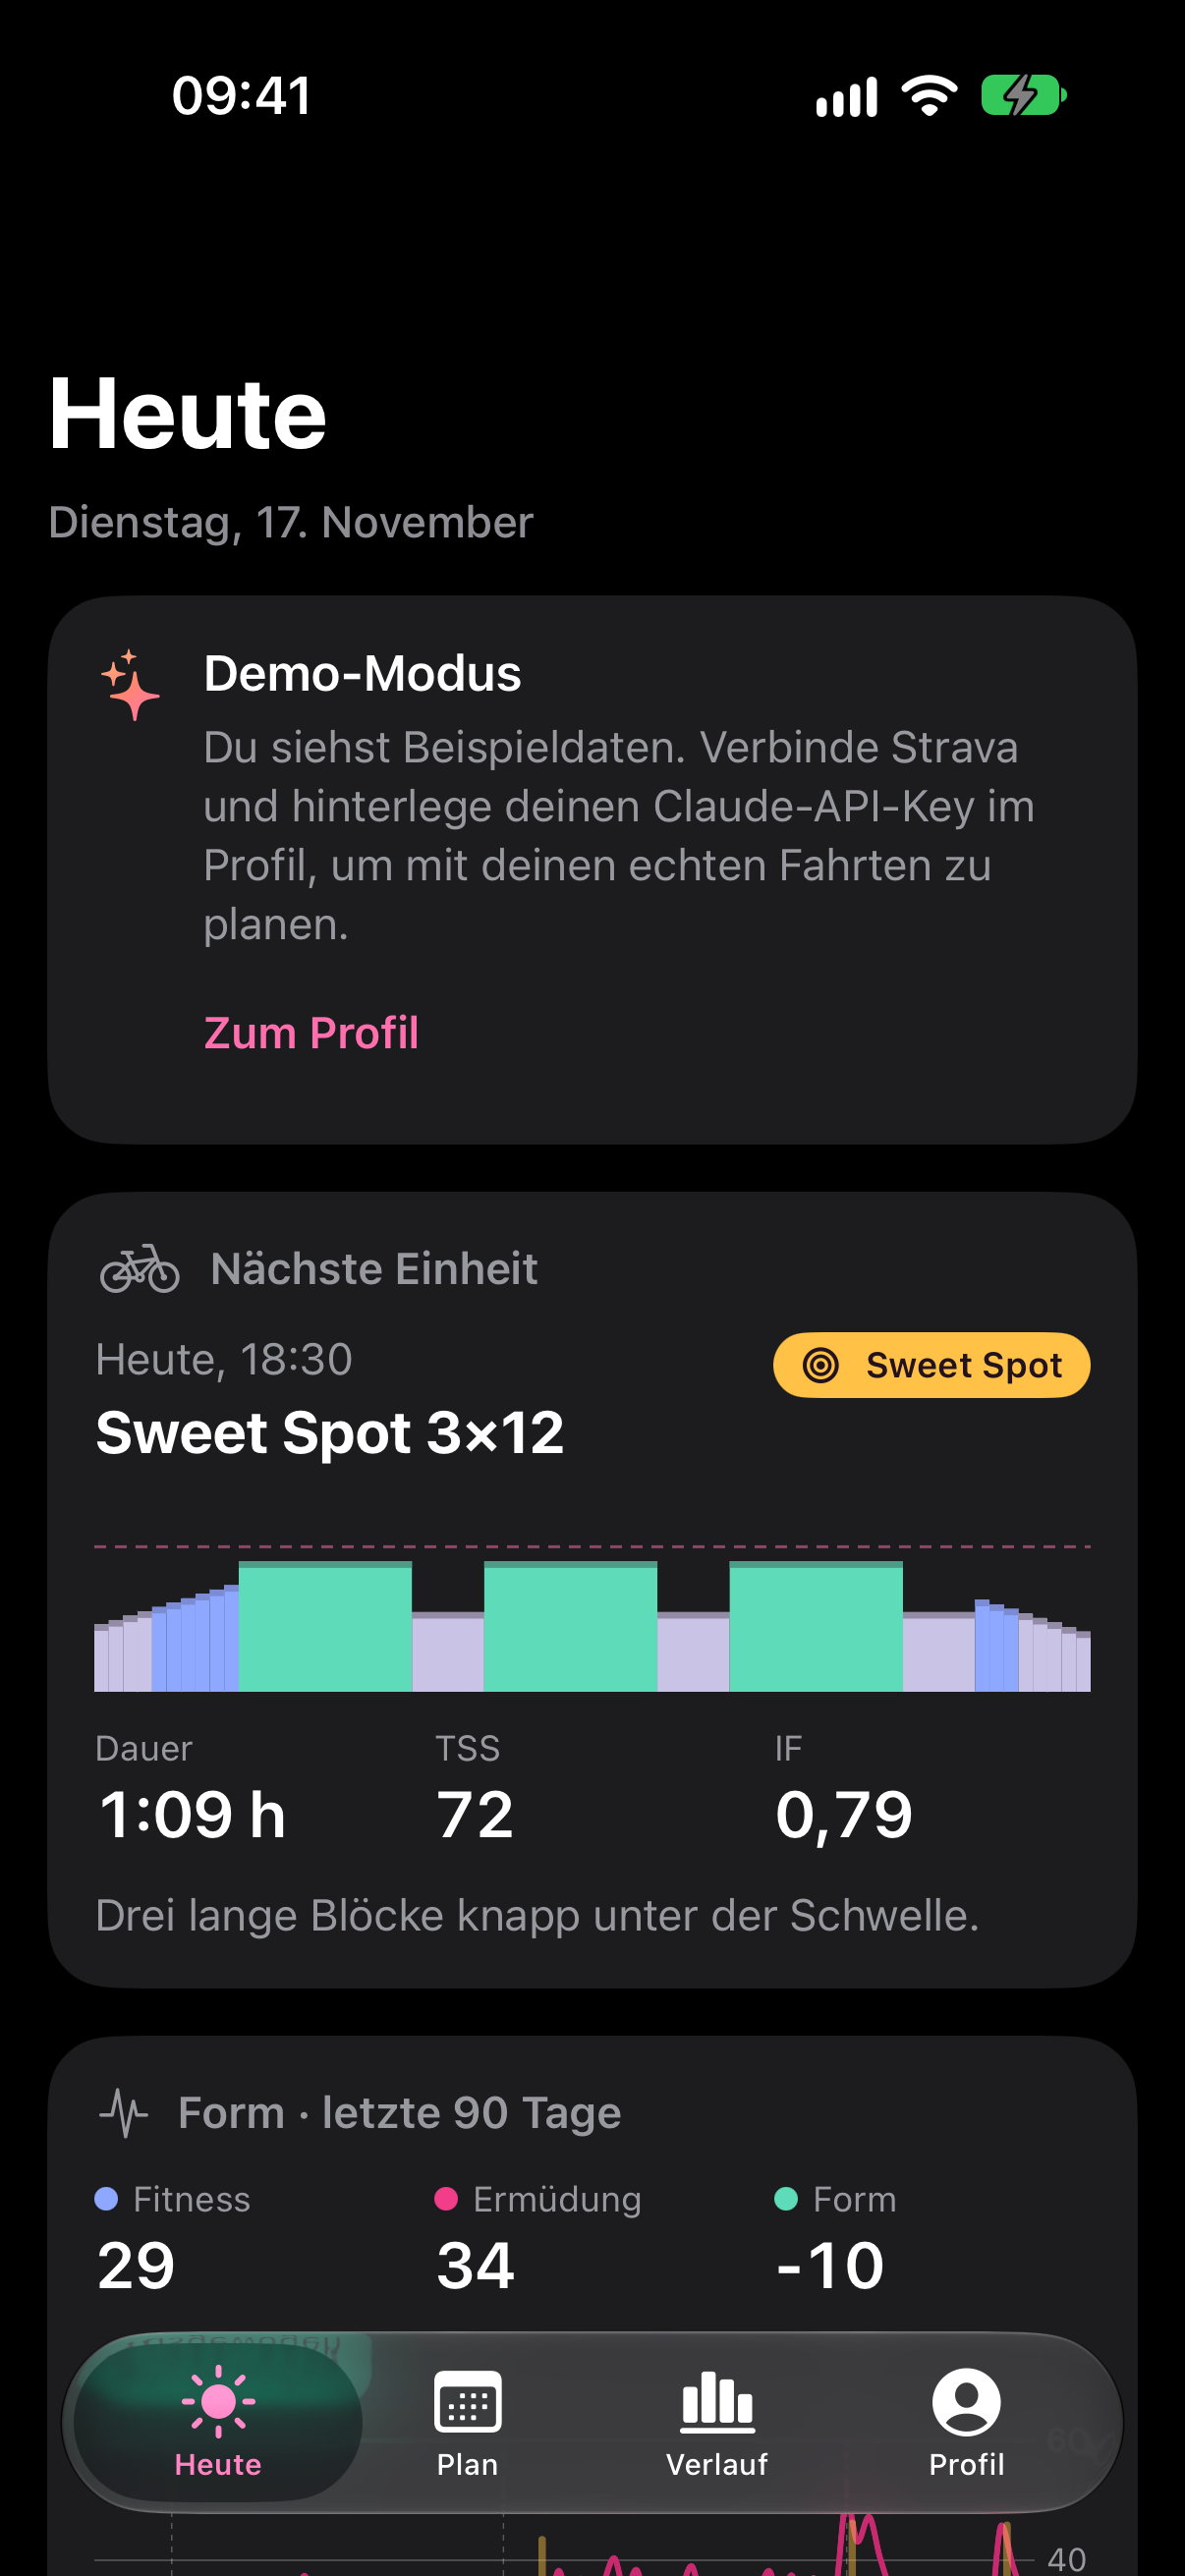 09:41
Heute
Dienstag, 17. November
Demo-Modus
Du siehst Beispieldaten. Verbinde Strava
und hinterlege deinen Claude-API-Key im
Profil, um mit deinen echten Fahrten zu
planen.
Zum Profil
Nächste Einheit
Heute, 18:30
Sweet Spot
Sweet Spot 3×12
Dauer
TSS
IF
1:09 h
72
0,79
Drei lange Blöcke knapp unter der Schwelle.
Form · letzte 90 Tage
Fitness
Ermüdung
Form
29
34
-10
60
Heute
Plan
Verlauf
Profil
40